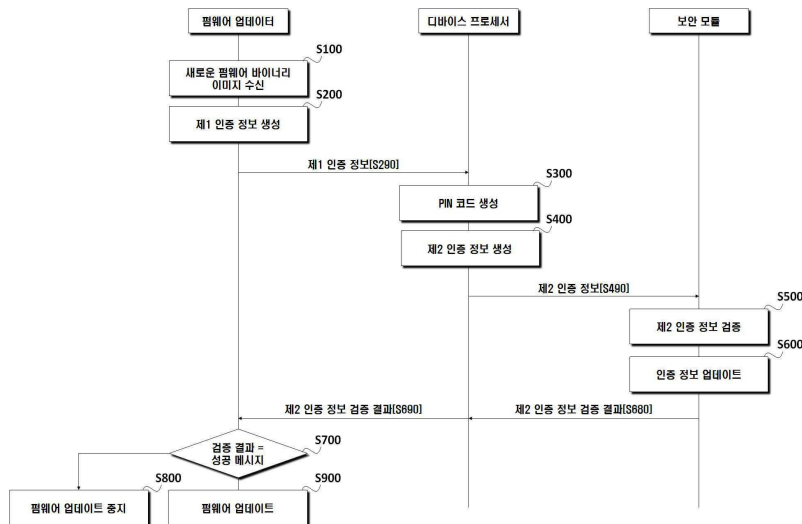 펌웨어 업데이터
디바이스 프로세서
보안 모듈
S100
새로운 펌웨어 바이너리
이미지 수신
S200
제1 인증 정보 생성
제1 인증 정보[S290]
S300
PIN 코드 생성
S400
제2 인증 정보 생성
제2 인증 정보[S490]
S500
제2 인증 정보 검증
S600
인증 정보 업데이트
제2 인증 정보 검증 결과[S690]
제2 인증 정보 검증 결과[S680]
검증 결과 =
성공 메시지
S700
S800
펌웨어 업데이트 중지
S900
펌웨어 업데이트